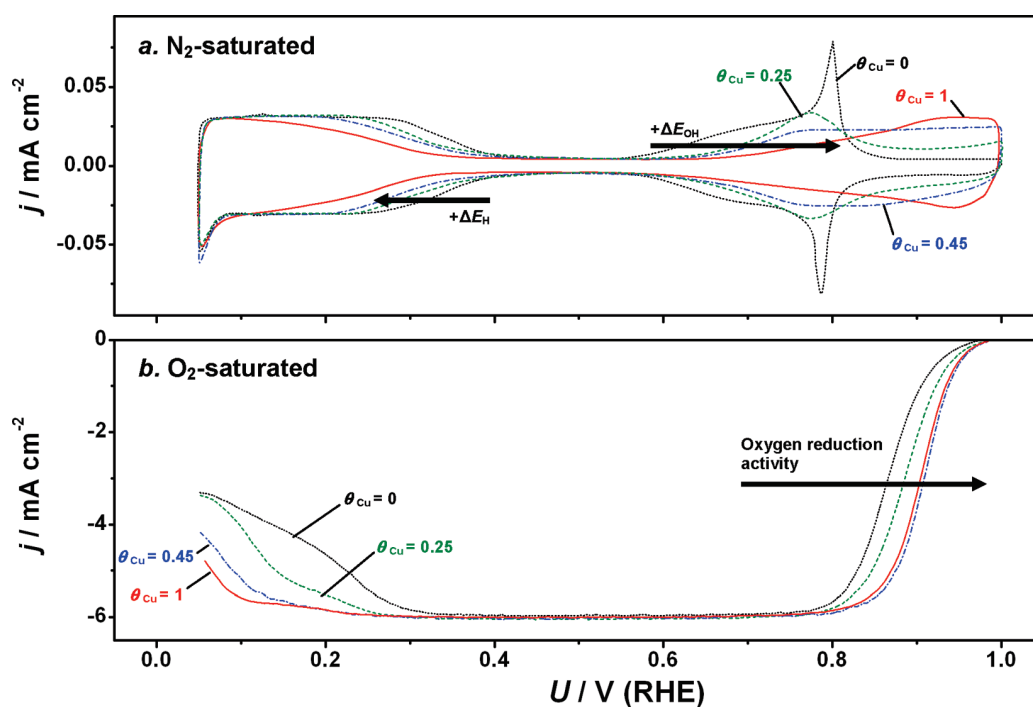 a. N₂-saturated
θCu = 0.25
θCu = 0
θCu = 1
+ΔEOH
+ΔEH
θCu = 0.45
j / mA cm⁻²
0.05
0.00
-0.05
b. O₂-saturated
Oxygen reduction
activity
θCu = 0
θCu = 0.25
θCu = 0.45
θCu = 1
j / mA cm⁻²
0
-2
-4
-6
0.0 0.2 0.4 0.6 0.8 1.0
U / V (RHE)